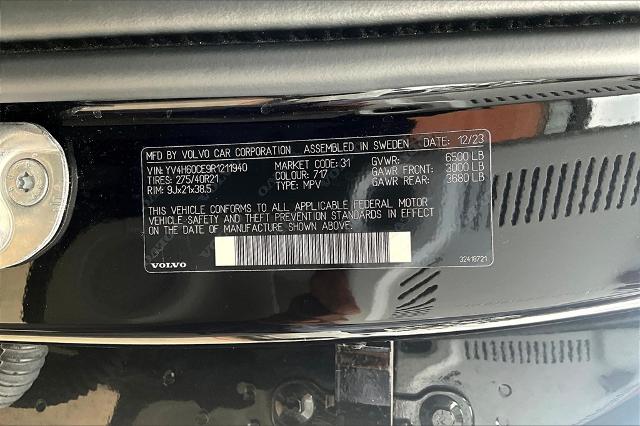 MFD BY VOLVO CAR CORPORATION ASSEMBLED IN SWEDEN DATE: 12/23
VIN: YV4H60CE9R1211940 MARKET CODE: 31 GVWR: 6500 LB
TIRES: 275/40R21 COLOUR: 717 GAWR FRONT: 3000 LB
RIM: 9Jx21x38.5 TYPE: MPV GAWR REAR: 3680 LB
THIS VEHICLE CONFORMS TO ALL APPLICABLE FEDERAL MOTOR
VEHICLE-SAFETY AND THEFT PREVENTION STANDARDS IN EFFECT
ON THE DATE OF MANUFACTURE SHOWN ABOVE.
VOLVO 32418721